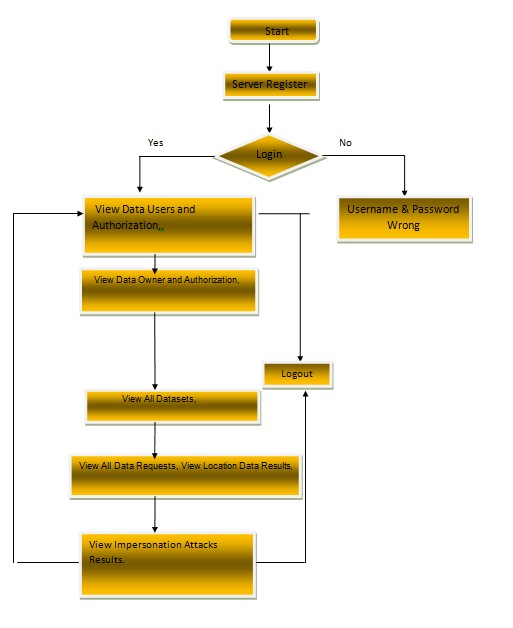 Start
Server Register
Login
Yes
No
View Data Users and
Authorization,,
Username & Password
Wrong
View Data Owner and Authorization,
Logout
View All Datasets,
View All Data Requests, View Location Data Results,
View Impersonation Attacks
Results.